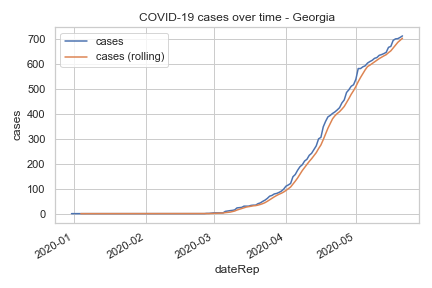 COVID-19 cases over time - Georgia
cases
cases (rolling)
700
600
500
400
300
200
100
0
cases
2020-01
2020-02
2020-03
2020-04
2020-05
dateRep